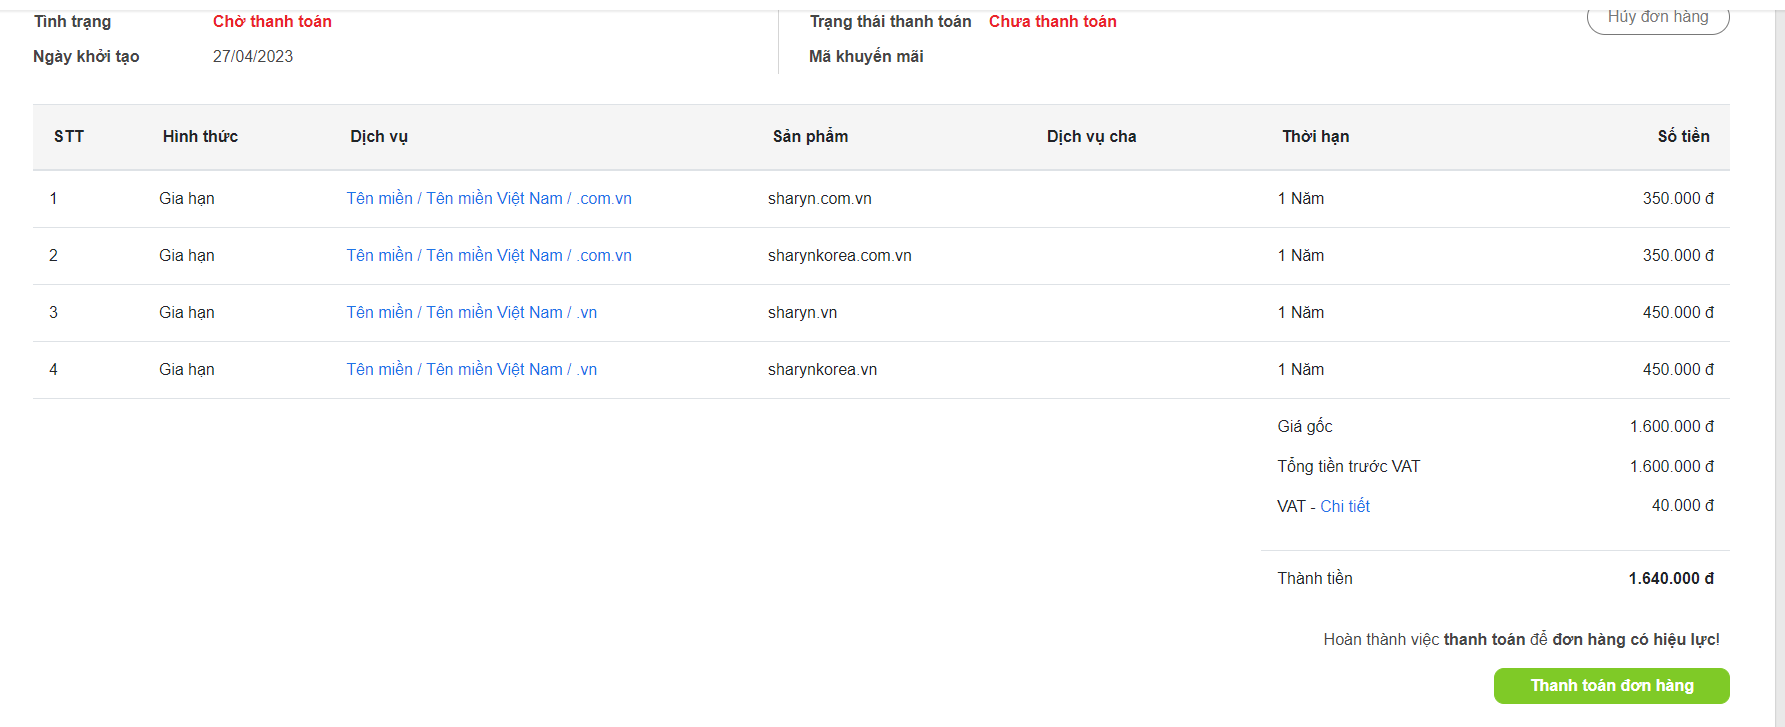 Tình trạng Chờ thanh toán Trạng thái thanh toán Chưa thanh toán Hủy đơn hàng
Ngày khởi tạo 27/04/2023 Mã khuyến mãi
STT Hình thức Dịch vụ Sản phẩm Dịch vụ cha Thời hạn Số tiền
1 Gia hạn Tên miền / Tên miền Việt Nam / .com.vn sharyn.com.vn 1 Năm 350.000 đ
2 Gia hạn Tên miền / Tên miền Việt Nam / .com.vn sharynkorea.com.vn 1 Năm 350.000 đ
3 Gia hạn Tên miền / Tên miền Việt Nam / .vn sharyn.vn 1 Năm 450.000 đ
4 Gia hạn Tên miền / Tên miền Việt Nam / .vn sharynkorea.vn 1 Năm 450.000 đ
Giá gốc 1.600.000 đ
Tổng tiền trước VAT 1.600.000 đ
VAT - Chi tiết 40.000 đ
Thành tiền 1.640.000 đ
Hoàn thành việc thanh toán để đơn hàng có hiệu lực!
Thanh toán đơn hàng